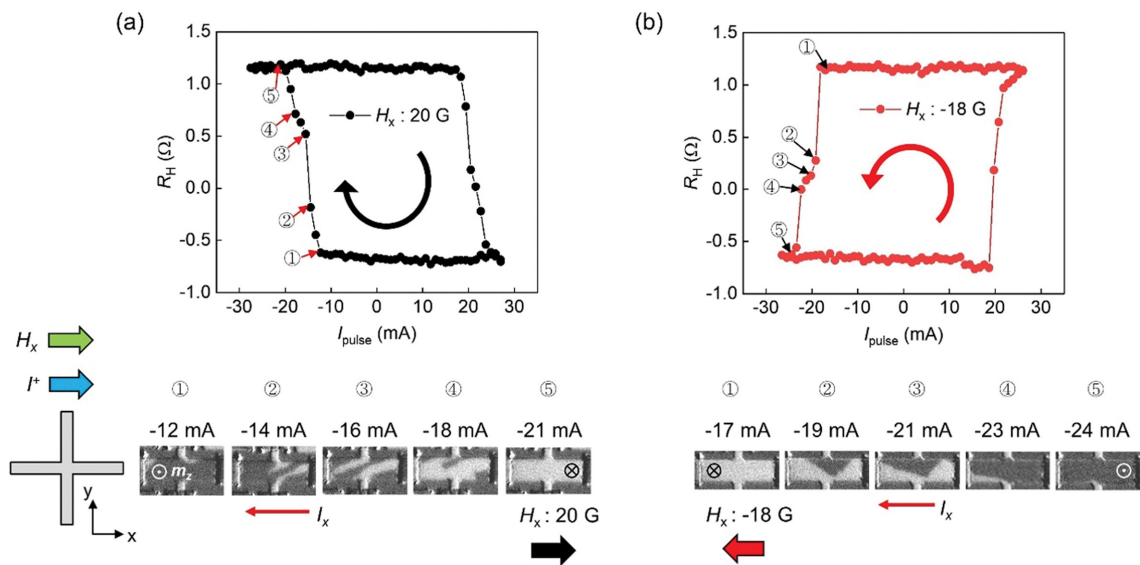 (a)
1.5
1.0
0.5
0.0
-0.5
-1.0
R_H (Ω)
⑤
④
③
②
①
H_x : 20 G
-30 -20 -10 0 10 20 30
I_pulse (mA)
(b)
1.5
1.0
0.5
0.0
-0.5
-1.0
R_H (Ω)
①
②
③
④
⑤
H_x : -18 G
-30 -20 -10 0 10 20 30
I_pulse (mA)
H_x
I⁺
y
x
① ② ③ ④ ⑤
-12 mA -14 mA -16 mA -18 mA -21 mA
m_z
I_x
H_x : 20 G
① ② ③ ④ ⑤
-17 mA -19 mA -21 mA -23 mA -24 mA
I_x
H_x : -18 G